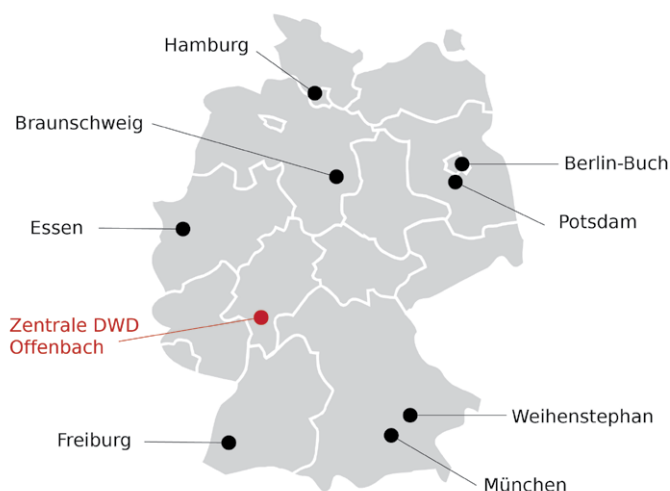 Hamburg
Braunschweig
Berlin-Buch
Essen
Potsdam
Zentrale DWD
Offenbach
Weihenstephan
Freiburg
München